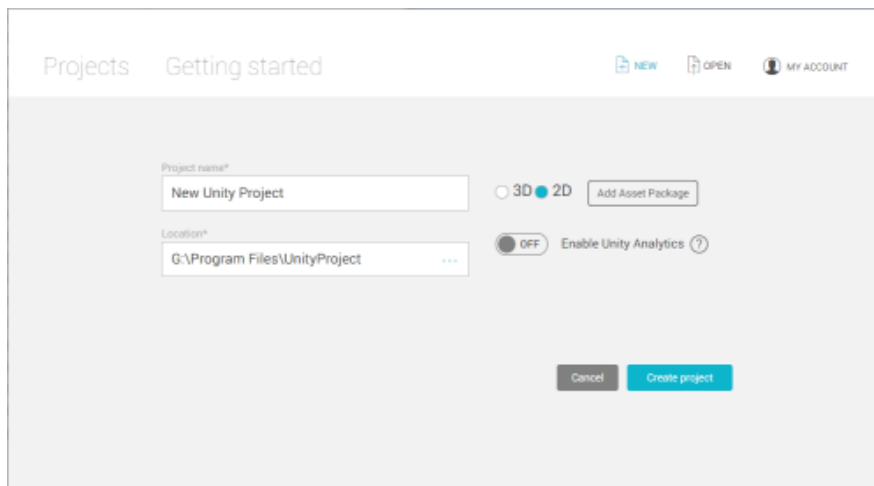 Projects Getting started NEW OPEN MY ACCOUNT
Project name*
New Unity Project 3D 2D Add Asset Package
Location*
G:\Program Files\UnityProject ... OFF Enable Unity Analytics ?
Cancel Create project